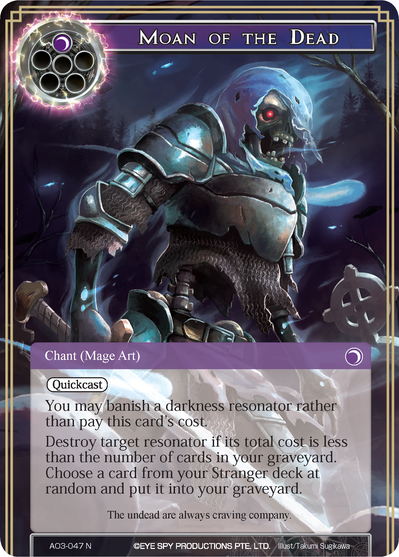 Moan of the Dead
Chant (Mage Art)
Quickcast
You may banish a darkness resonator rather
than pay this card's cost.
Destroy target resonator if its total cost is less
than the number of cards in your graveyard.
Choose a card from your Stranger deck at
random and put it into your graveyard.
The undead are always craving company.
AO3-047 N ©EYE SPY PRODUCTIONS PTE. LTD. Illust/Takumi Sugikawa